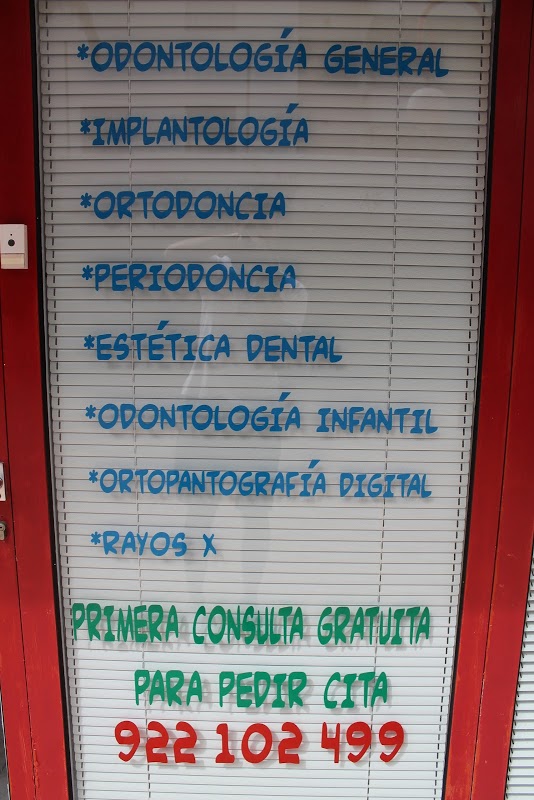 *ODONTOLOGÍA GENERAL
*IMPLANTOLOGÍA
*ORTODONCIA
*PERIODONCIA
*ESTÉTICA DENTAL
*ODONTOLOGÍA INFANTIL
*ORTOPANTOGRAFÍA DIGITAL
*RAYOS X
PRIMERA CONSULTA GRATUITA
PARA PEDIR CITA
922 102 499